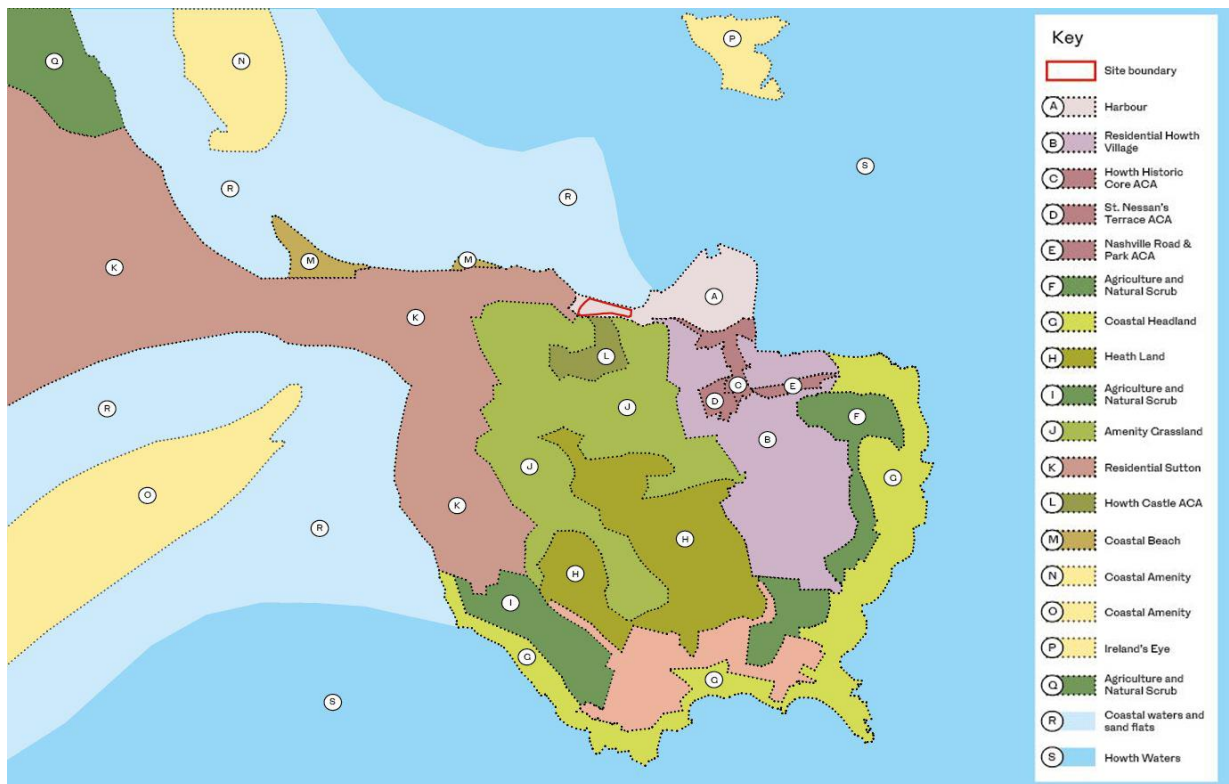 Key
Site boundary
A Harbour
B Residential Howth
Village
C Howth Historic
Core ACA
D St. Nessan's
Terrace ACA
E Nashville Road &
Park ACA
F Agriculture and
Natural Scrub
G Coastal Headland
H Heath Land
I Agriculture and
Natural Scrub
J Amenity Grassland
K Residential Sutton
L Howth Castle ACA
M Coastal Beach
N Coastal Amenity
O Coastal Amenity
P Ireland's Eye
Q Agriculture and
Natural Scrub
R Coastal waters and
sand flats
S Howth Waters
P
Q
N
S
R
R
M
M
K
A
K
L
C
E
D
J
R
F
B
J
G
O
K
R
H
H
I
G
G
S